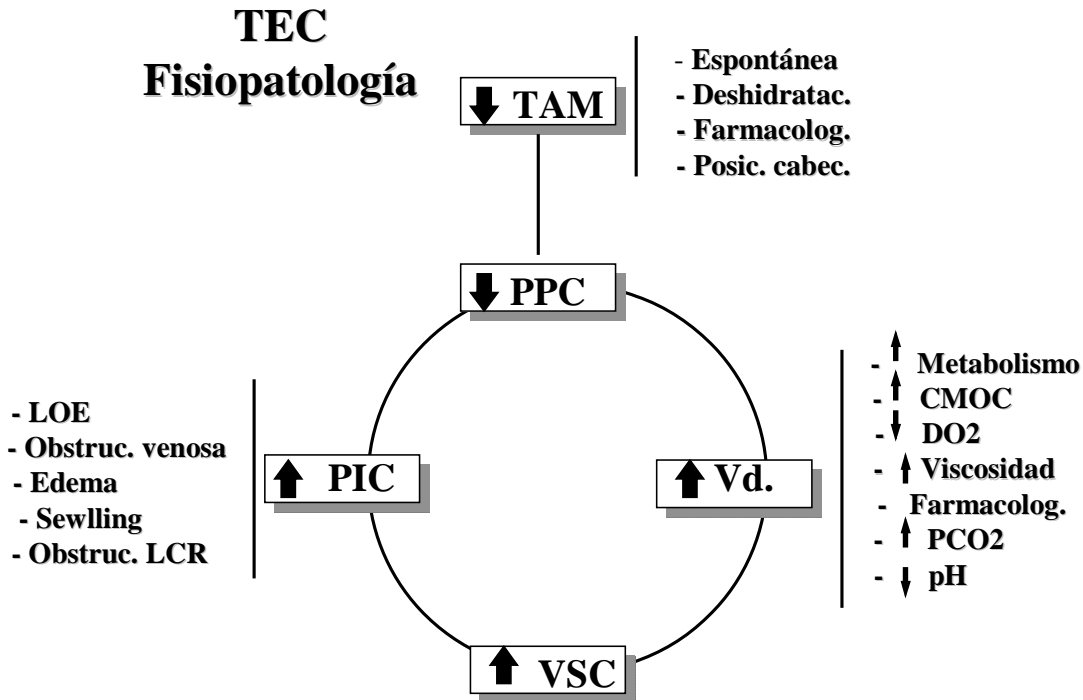 TEC
Fisiopatología
TAM
- Espontánea
- Deshidratac.
- Farmacolog.
- Posic. cabec.
PPC
- LOE
- Obstruc. venosa
- Edema
- Sewlling
- Obstruc. LCR
PIC
Vd.
- Metabolismo
- CMOC
- DO2
- Viscosidad
- Farmacolog.
- PCO2
- pH
VSC